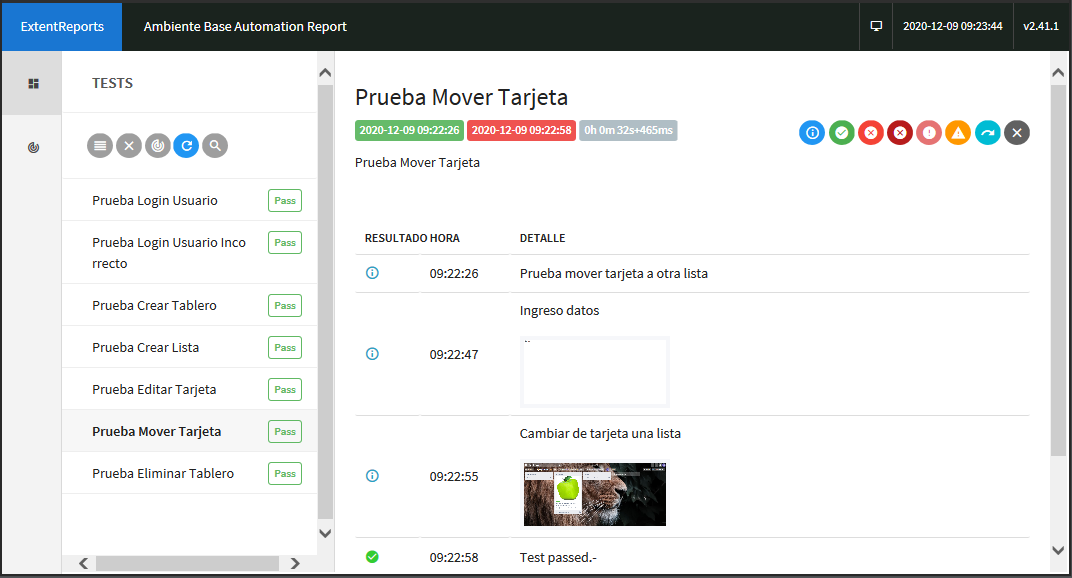 ExtentReports
Ambiente Base Automation Report
2020-12-09 09:23:44
v2.41.1
TESTS
Prueba Login Usuario Pass
Prueba Login Usuario Inco Pass
rrecto
Prueba Crear Tablero Pass
Prueba Crear Lista Pass
Prueba Editar Tarjeta Pass
Prueba Mover Tarjeta Pass
Prueba Eliminar Tablero Pass
Prueba Mover Tarjeta
2020-12-09 09:22:26 2020-12-09 09:22:58 0h 0m 32s+465ms
Prueba Mover Tarjeta
RESULTADO HORA DETALLE
09:22:26 Prueba mover tarjeta a otra lista
Ingreso datos
09:22:47
Cambiar de tarjeta una lista
09:22:55
09:22:58 Test passed.-